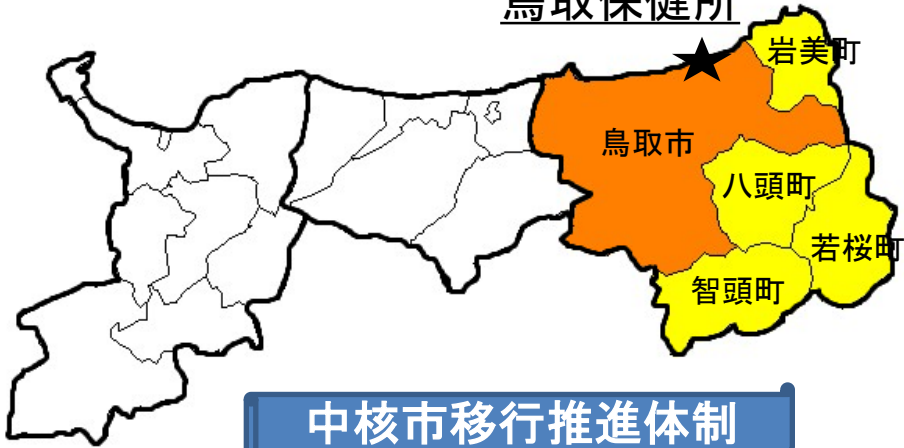 鳥取保健所
岩美町
鳥取市
八頭町
若桜町
智頭町
中核市移行推進体制